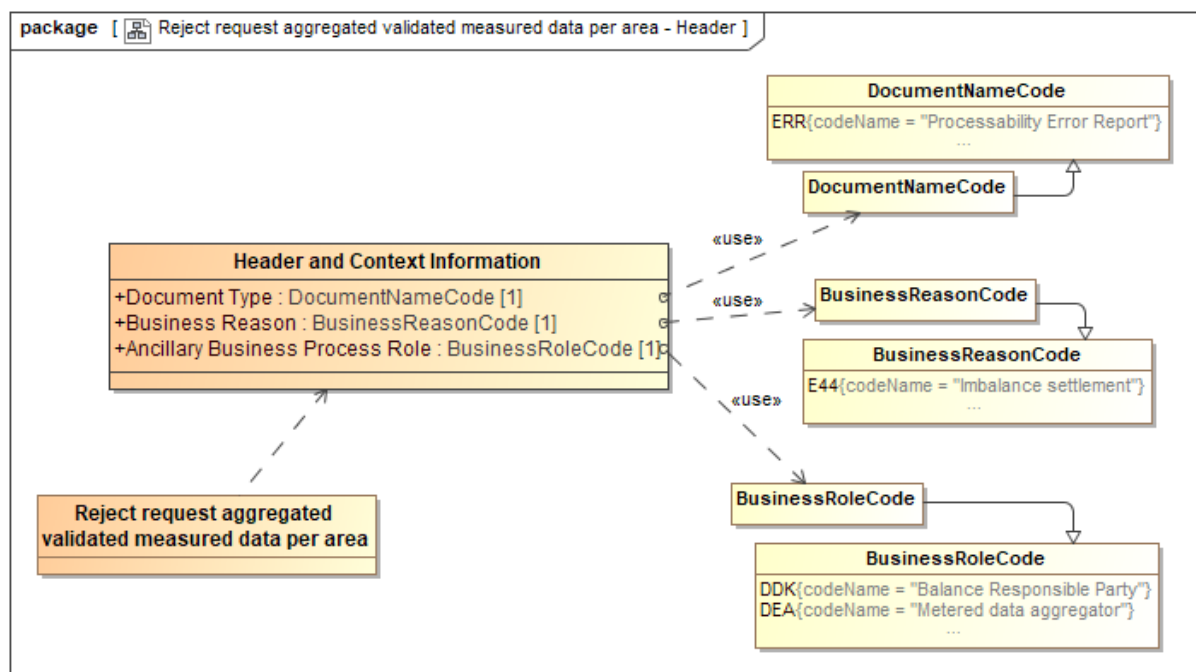 package [ Reject request aggregated validated measured data per area - Header ]
DocumentNameCode
ERR{codeName = "Processability Error Report"}
...
DocumentNameCode
«use»
Header and Context Information
+Document Type : DocumentNameCode [1]
+Business Reason : BusinessReasonCode [1]
+Ancillary Business Process Role : BusinessRoleCode [1]
«use»
BusinessReasonCode
BusinessReasonCode
E44{codeName = "Imbalance settlement"}
...
«use»
BusinessRoleCode
Reject request aggregated
validated measured data per area
BusinessRoleCode
DDK{codeName = "Balance Responsible Party"}
DEA{codeName = "Metered data aggregator"}
...